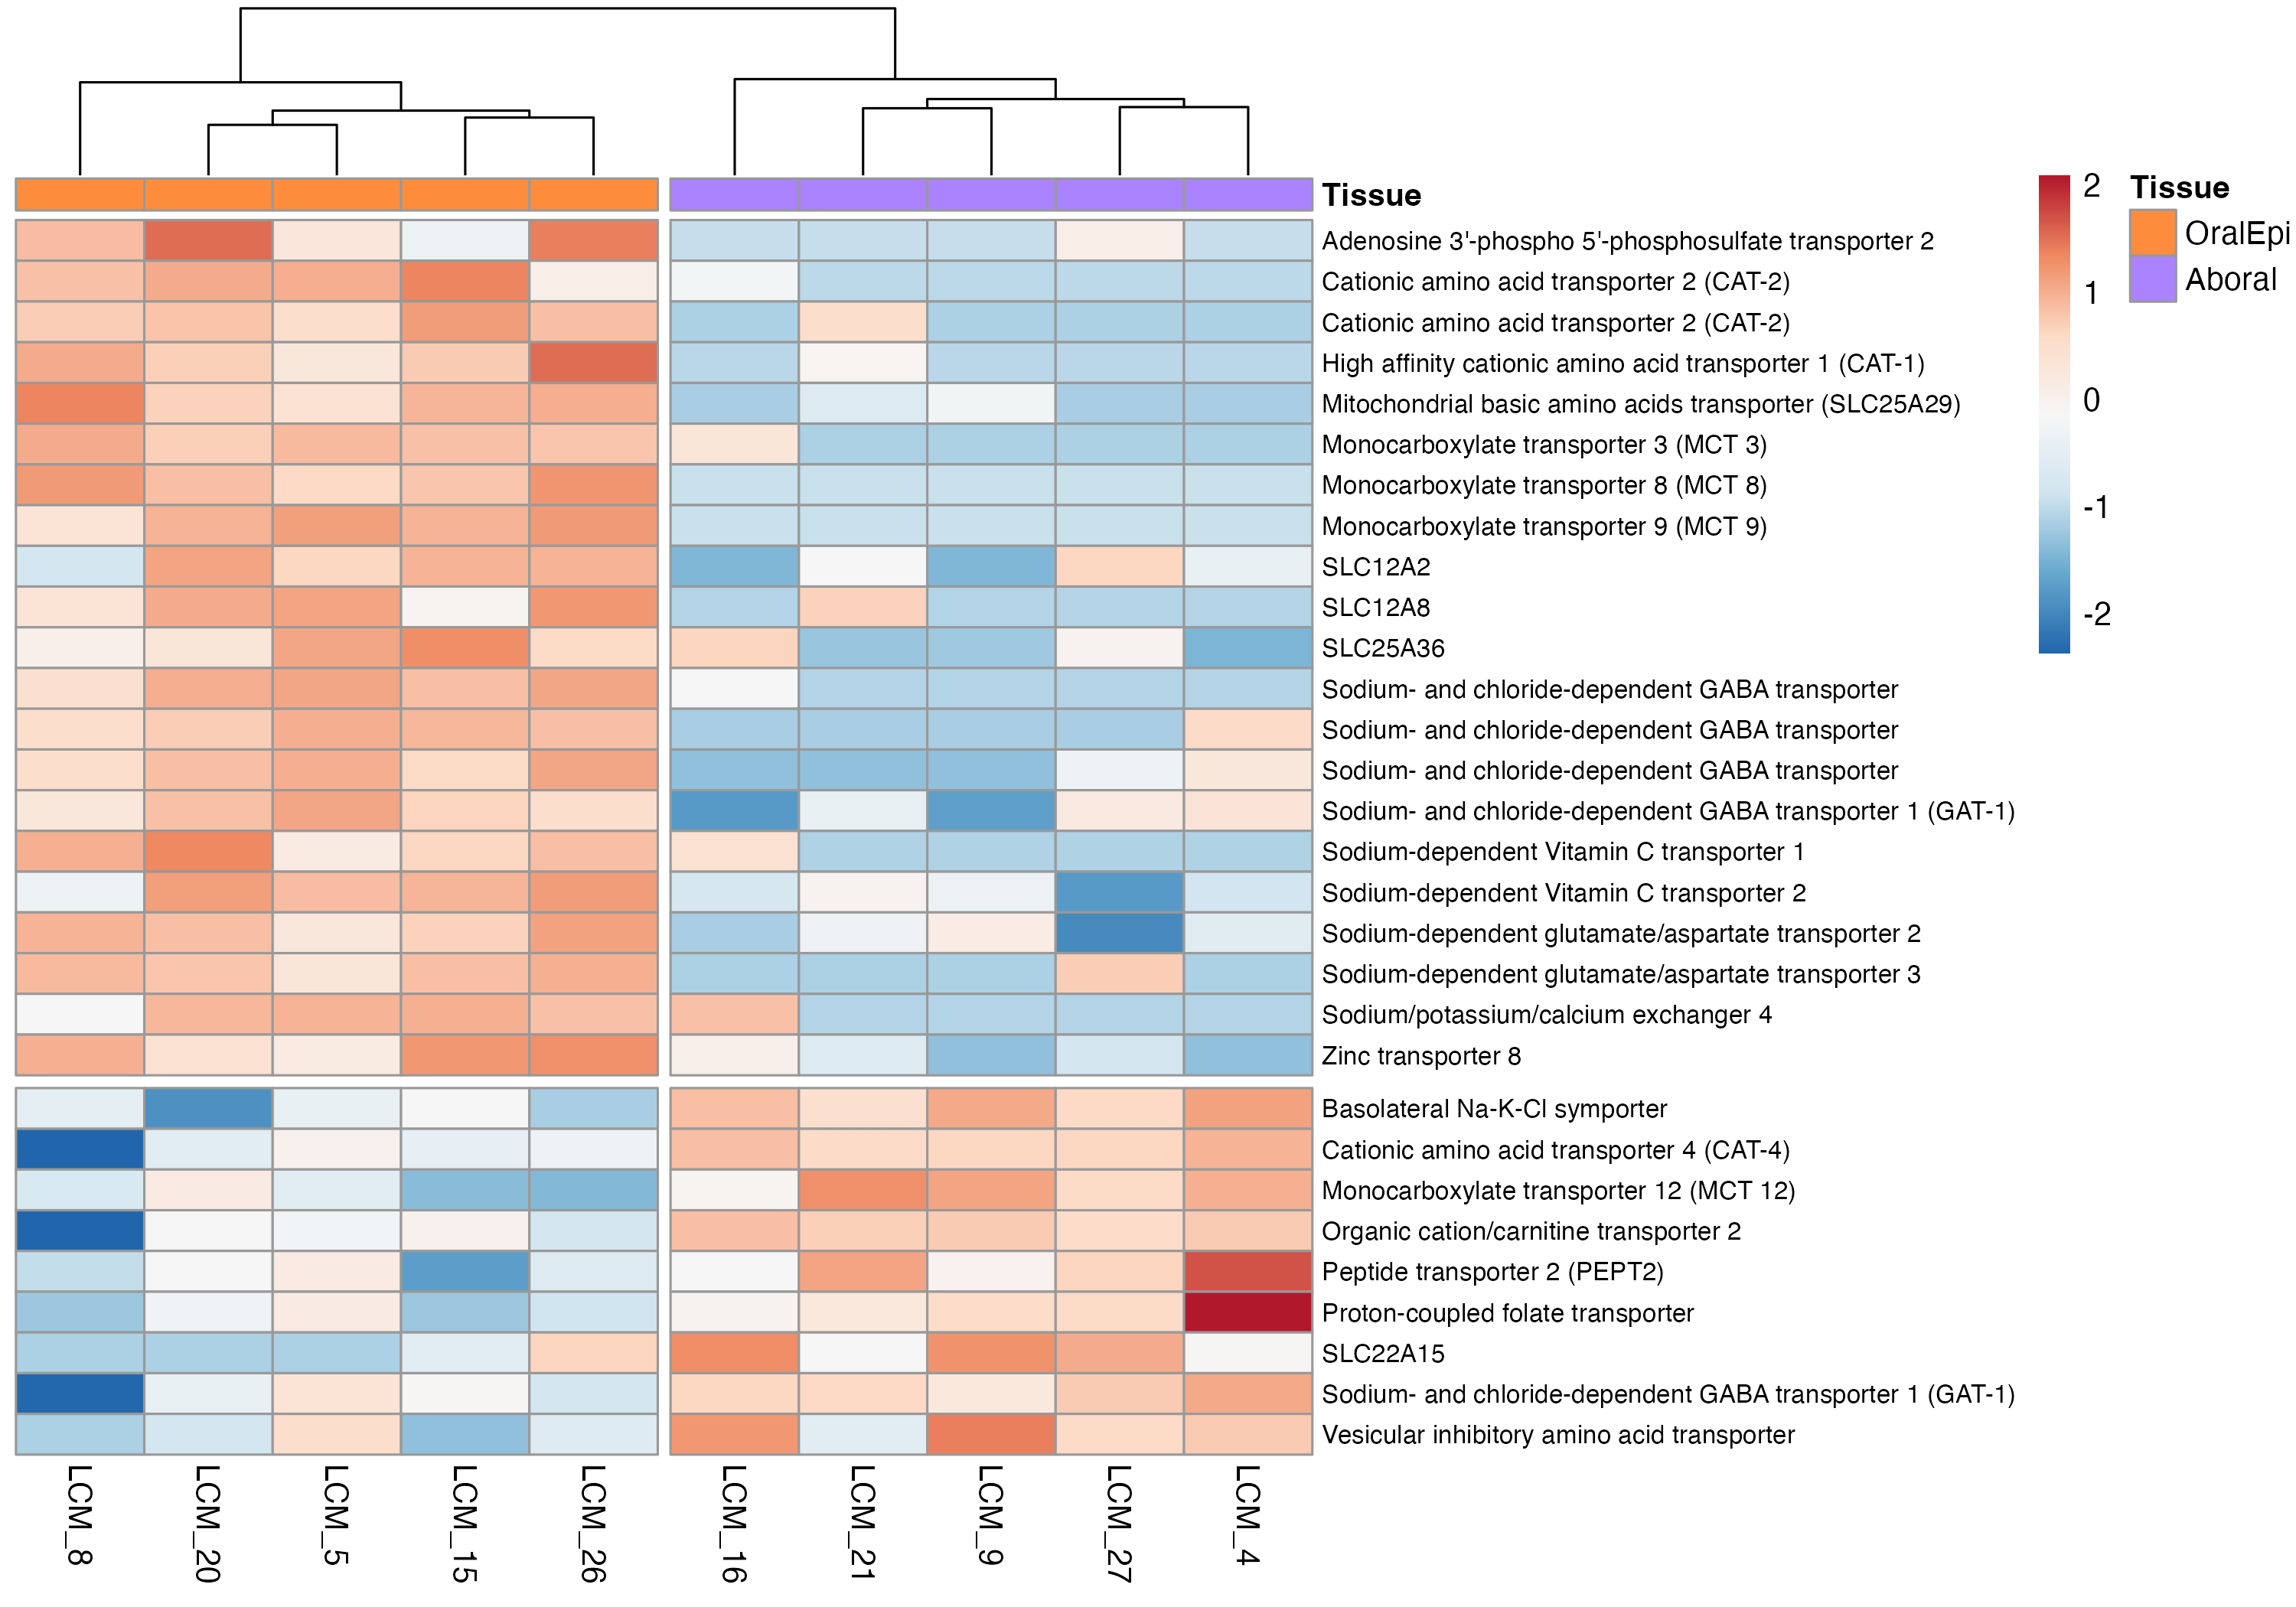 Tissue
Adenosine 3'-phospho 5'-phosphosulfate transporter 2
Cationic amino acid transporter 2 (CAT-2)
Cationic amino acid transporter 2 (CAT-2)
High affinity cationic amino acid transporter 1 (CAT-1)
Mitochondrial basic amino acids transporter (SLC25A29)
Monocarboxylate transporter 3 (MCT 3)
Monocarboxylate transporter 8 (MCT 8)
Monocarboxylate transporter 9 (MCT 9)
SLC12A2
SLC12A8
SLC25A36
Sodium- and chloride-dependent GABA transporter
Sodium- and chloride-dependent GABA transporter
Sodium- and chloride-dependent GABA transporter
Sodium- and chloride-dependent GABA transporter 1 (GAT-1)
Sodium-dependent Vitamin C transporter 1
Sodium-dependent Vitamin C transporter 2
Sodium-dependent glutamate/aspartate transporter 2
Sodium-dependent glutamate/aspartate transporter 3
Sodium/potassium/calcium exchanger 4
Zinc transporter 8
Basolateral Na-K-Cl symporter
Cationic amino acid transporter 4 (CAT-4)
Monocarboxylate transporter 12 (MCT 12)
Organic cation/carnitine transporter 2
Peptide transporter 2 (PEPT2)
Proton-coupled folate transporter
SLC22A15
Sodium- and chloride-dependent GABA transporter 1 (GAT-1)
Vesicular inhibitory amino acid transporter
LCM_8
LCM_20
LCM_5
LCM_15
LCM_26
LCM_16
LCM_21
LCM_9
LCM_27
LCM_4
2
1
0
-1
-2
Tissue
OralEpi
Aboral